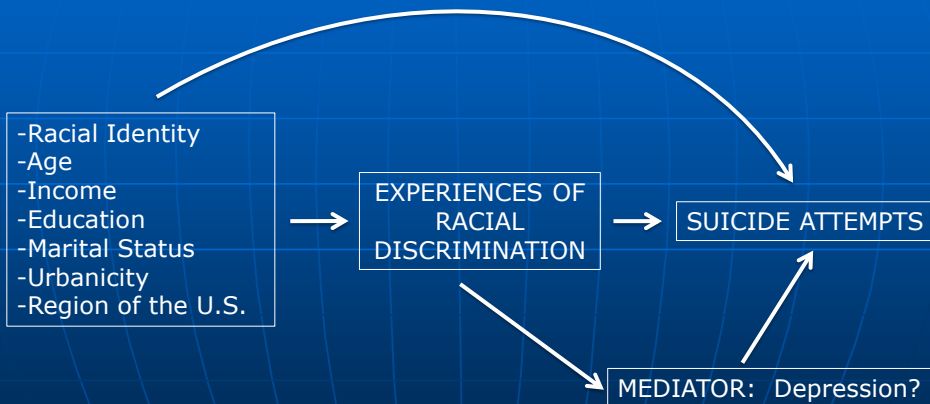 -Racial Identity
-Age
-Income
-Education
-Marital Status
-Urbanicity
-Region of the U.S.
EXPERIENCES OF
RACIAL
DISCRIMINATION
SUICIDE ATTEMPTS
MEDIATOR: Depression?